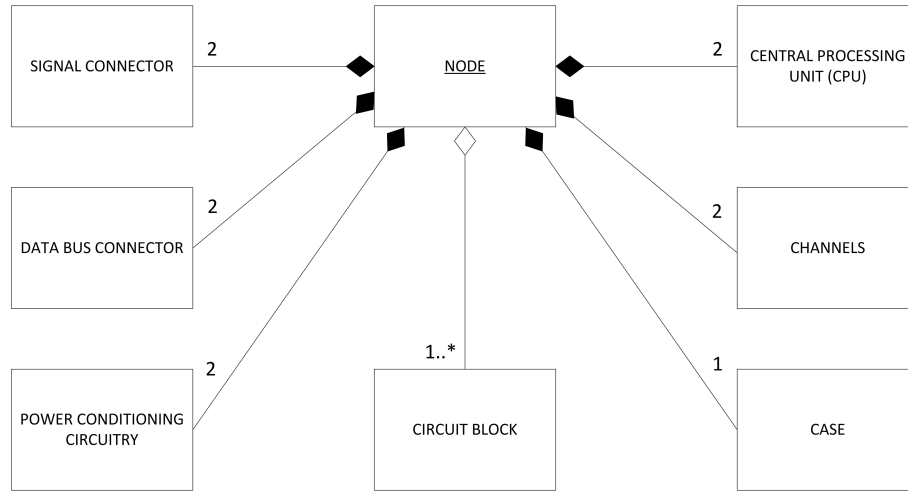 SIGNAL CONNECTOR
2
NODE
2
CENTRAL PROCESSING
UNIT (CPU)
DATA BUS CONNECTOR
2
2
CHANNELS
POWER CONDITIONING
CIRCUITRY
2
1..*
CIRCUIT BLOCK
1
CASE